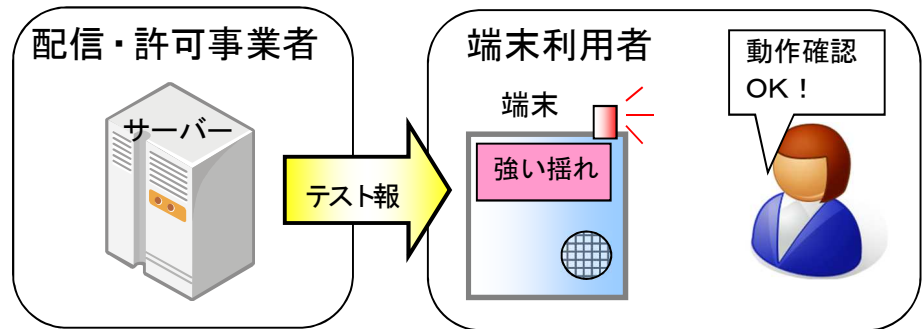 配信・許可事業者
サーバー
テスト報
端末利用者
端末
強い揺れ
動作確認
ＯＫ！